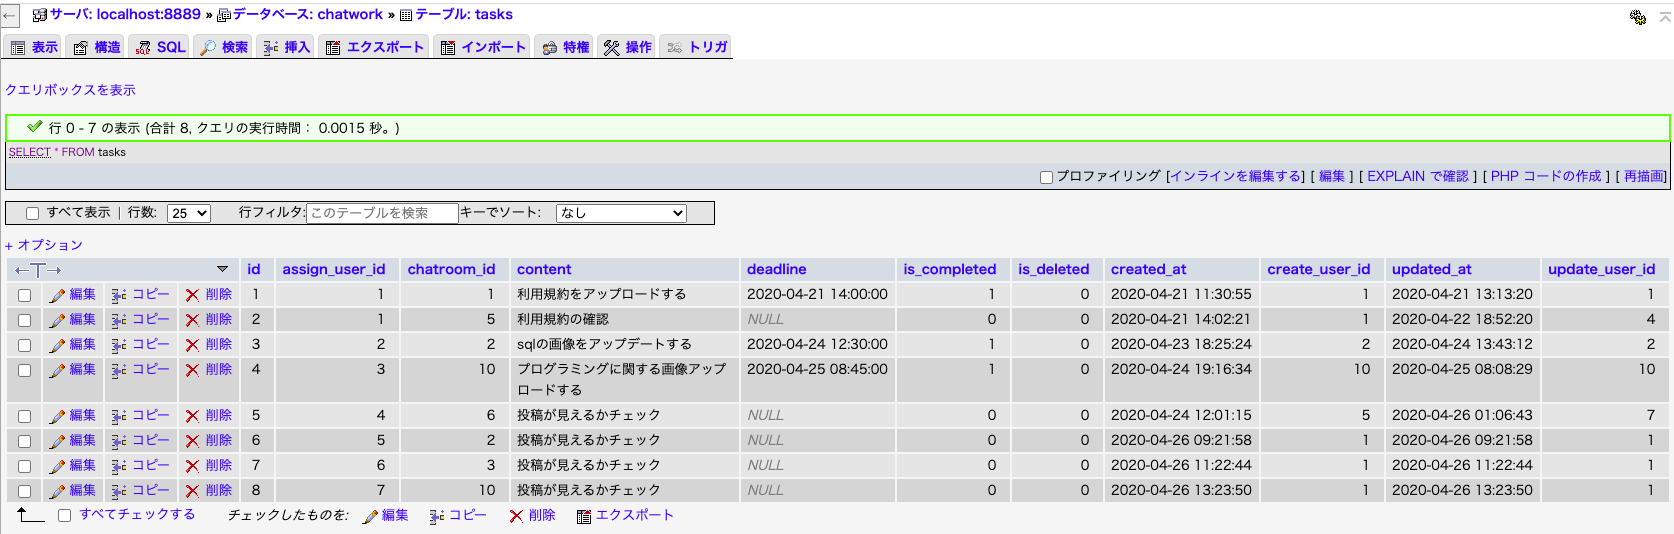 サーバ: localhost:8889 » データベース: chatwork » テーブル: tasks
表示 構造 SQL 検索 挿入 エクスポート インポート 特権 操作 トリガ
クエリボックスを表示
行 0 - 7 の表示 (合計 8, クエリの実行時間： 0.0015 秒。)
SELECT * FROM tasks
プロファイリング [インラインを編集する] [ 編集 ] [ EXPLAIN で確認 ] [ PHP コードの作成 ] [ 再描画]
すべて表示 | 行数: 25 行フィルタ: このテーブルを検索 キーでソート: なし
+ オプション
←T→ id assign_user_id chatroom_id content deadline is_completed is_deleted created_at create_user_id updated_at update_user_id
編集 コピー 削除 1 1 1 利用規約をアップロードする 2020-04-21 14:00:00 1 0 2020-04-21 11:30:55 1 2020-04-21 13:13:20 1
編集 コピー 削除 2 1 5 利用規約の確認 NULL 0 0 2020-04-21 14:02:21 1 2020-04-22 18:52:20 4
編集 コピー 削除 3 2 2 sqlの画像をアップデートする 2020-04-24 12:30:00 1 0 2020-04-23 18:25:24 2 2020-04-24 13:43:12 2
編集 コピー 削除 4 3 10 プログラミングに関する画像アップ 2020-04-25 08:45:00 1 0 2020-04-24 19:16:34 10 2020-04-25 08:08:29 10
ロードする
編集 コピー 削除 5 4 6 投稿が見えるかチェック NULL 0 0 2020-04-24 12:01:15 5 2020-04-26 01:06:43 7
編集 コピー 削除 6 5 2 投稿が見えるかチェック NULL 0 0 2020-04-26 09:21:58 1 2020-04-26 09:21:58 1
編集 コピー 削除 7 6 3 投稿が見えるかチェック NULL 0 0 2020-04-26 11:22:44 1 2020-04-26 11:22:44 1
編集 コピー 削除 8 7 10 投稿が見えるかチェック NULL 0 0 2020-04-26 13:23:50 1 2020-04-26 13:23:50 1
すべてチェックする チェックしたものを: 編集 コピー 削除 エクスポート